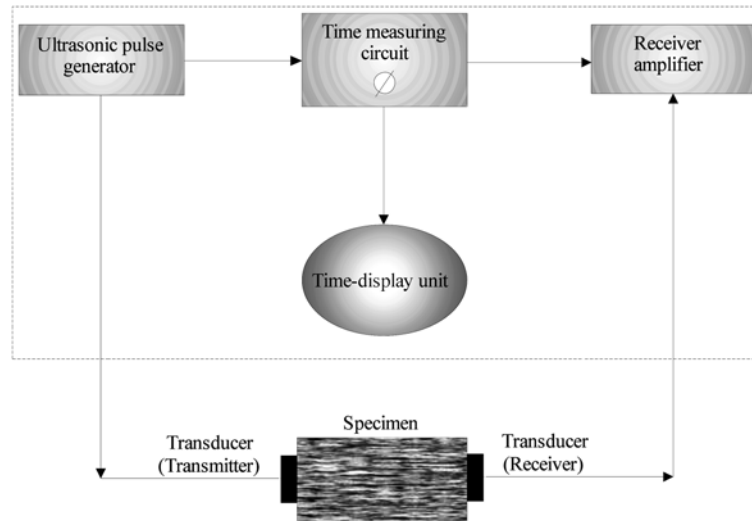 Ultrasonic pulse
generator
Time measuring
circuit
Receiver
amplifier
Time-display unit
Specimen
Transducer
(Transmitter)
Transducer
(Receiver)